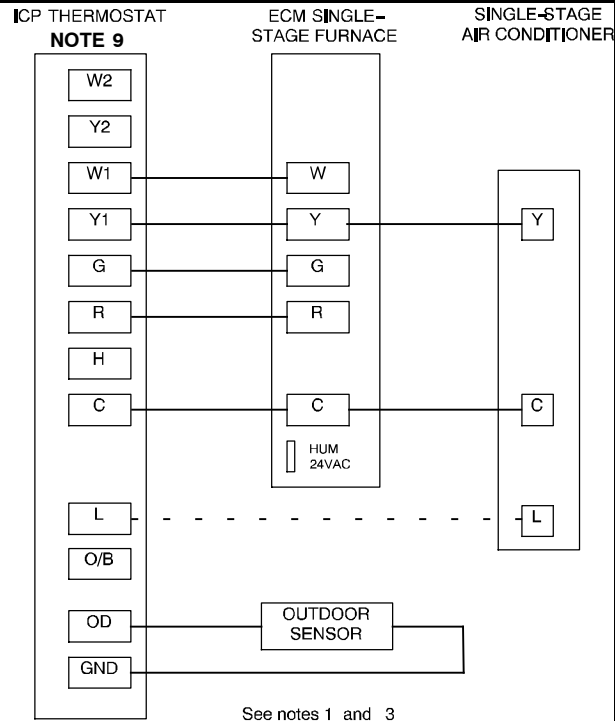 ICP THERMOSTAT
NOTE 9
ECM SINGLE-
STAGE FURNACE
SINGLE-STAGE
AIR CONDITIONER
W2
Y2
W1
W
Y1
Y
Y
G
G
R
R
H
C
C
C
HUM
24VAC
L
L
O/B
OD
OUTDOOR
SENSOR
GND
See notes 1 and 3